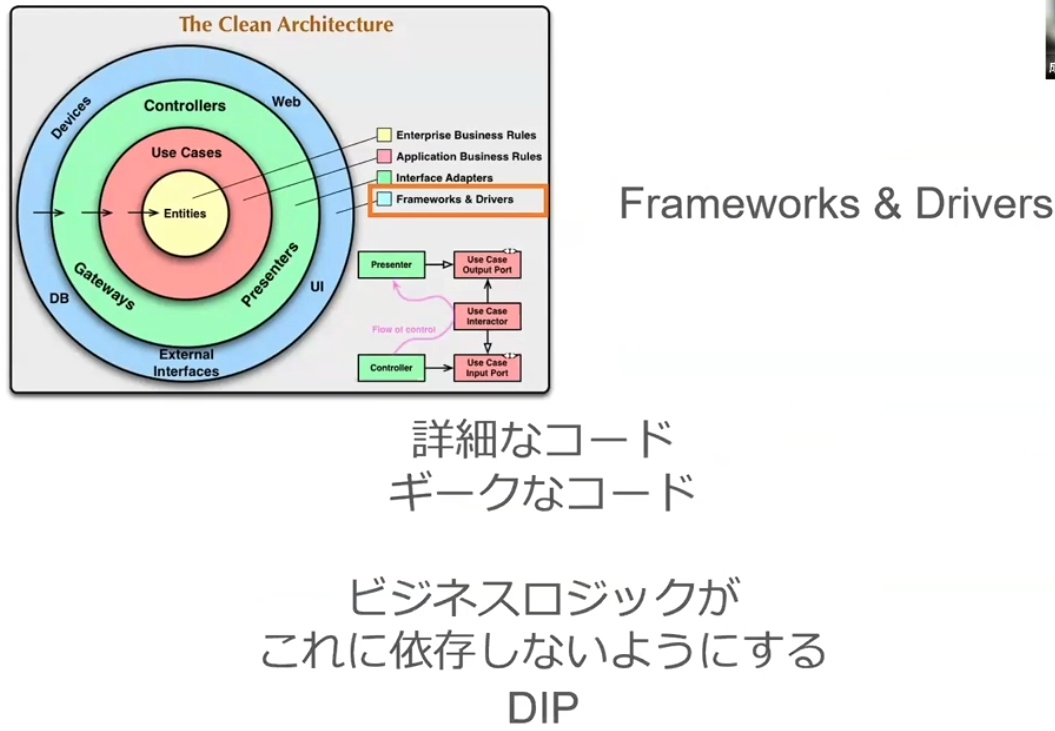 The Clean Architecture
Devices
Controllers
Web
Use Cases
Entities
Gateways
Presenters
DB
UI
External
Interfaces
Enterprise Business Rules
Application Business Rules
Interface Adapters
Frameworks & Drivers
Presenter
Use Case
Output Port
Use Case
Interactor
Flow of control
Controller
Use Case
Input Port
Frameworks & Drivers
詳細なコード
ギークなコード
ビジネスロジックが
これに依存しないようにする
DIP